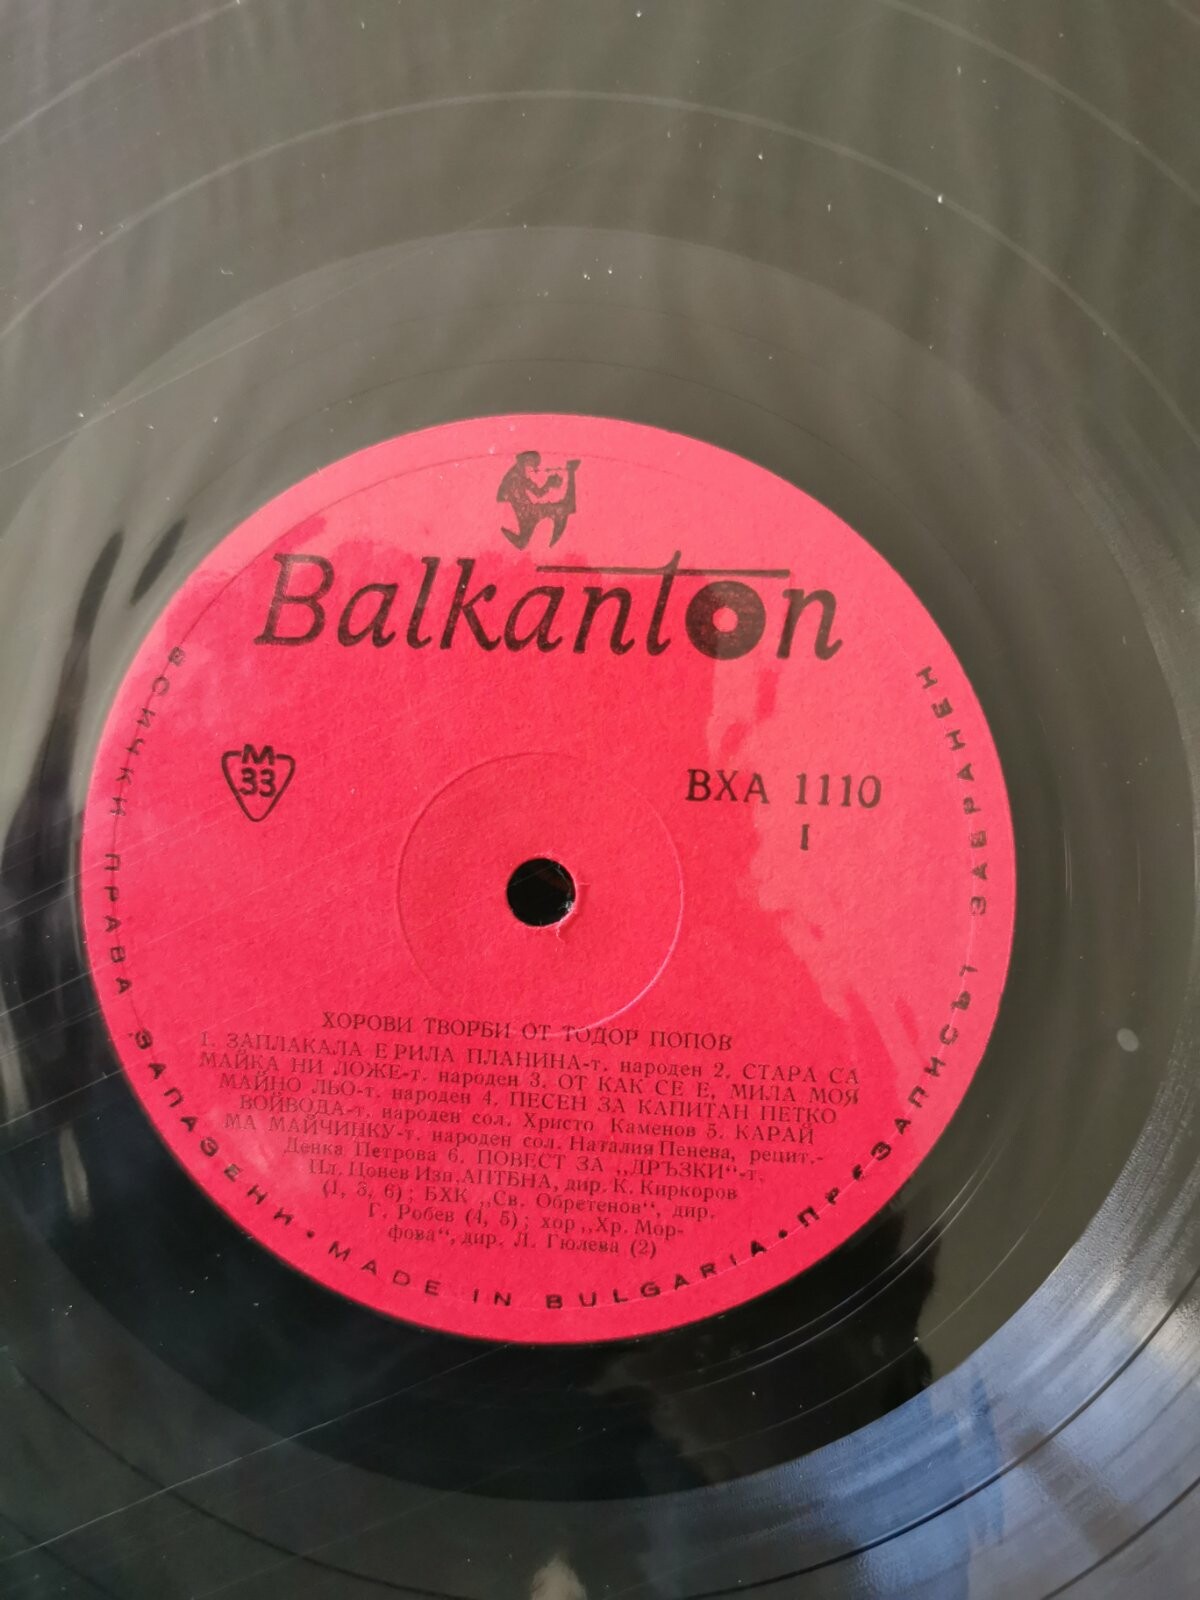 Balkanton
М
33
ВХА 1110
I
ХОРОВИ ТВОРБИ ОТ ТОДОР ПОПОВ
1. ЗАПЛАКАЛА Е РИЛА ПЛАНИНА-т. народен 2. СТАРА СА
МАЙКА НИ ЛОЖЕ-т. народен 3. ОТ КАК СЕ Е, МИЛА МОЯ
МАЙНО ЛЬО-т. народен 4. ПЕСЕН ЗА КАПИТАН ПЕТКО
ВОЙВОДА-т. народен сол. Христо Каменов 5. КАРАЙ
МА МАЙЧИНКУ-т. народен сол. Наталия Пенева, рецит.-
Денка Петрова 6. ПОВЕСТ ЗА „ДРЪЗКИ“-т.
Цл. Цонев Изп. АПТБНА, дир. К. Киркоров
(1, 3, 6); БХК „Св. Обретенов“, дир.
Г. Робев (4, 5); хор „Хр. Мор-
фова“, дир. Л. Гюлева (2)
ВСИЧКИ ПРАВА ЗАПАЗЕНИ • MADE IN BULGARIA • ПРЕЗАПИСЪТ ЗАБРАНЕН